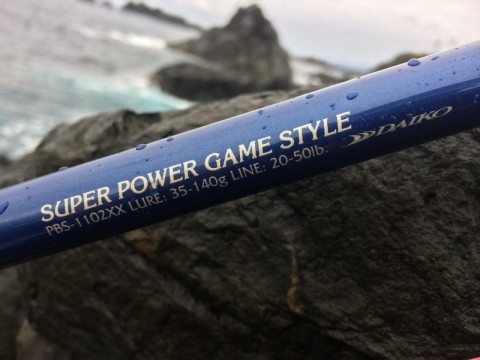 SUPER POWER GAME STYLE
PBS-1102XX LURE: 35-140g LINE: 20-50lb.
DAIKO